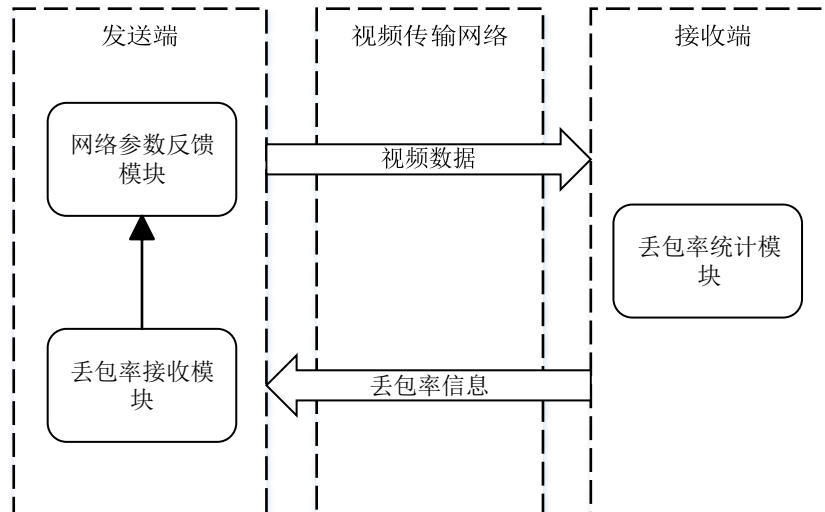 发送端
视频传输网络
接收端
网络参数反馈
模块
视频数据
丢包率统计模
块
丢包率接收模
块
丢包率信息